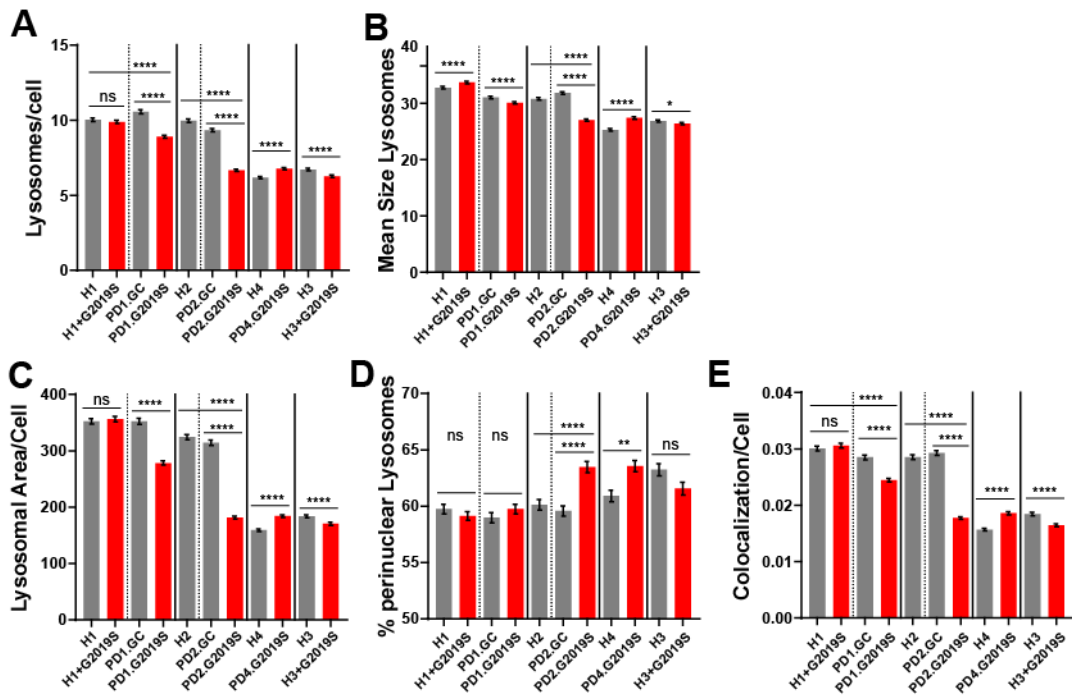 A
Lysosomes/cell
15
10
5
0
****
ns
****
****
****
****
****
H1
H1+G2019S
PD1.GC
PD1.G2019S
H2
PD2.GC
PD2.G2019S
H4
PD4.G2019S
H3
H3+G2019S
B
Mean Size Lysosomes
40
30
20
10
0
****
****
****
****
****
*
H1
H1+G2019S
PD1.GC
PD1.G2019S
H2
PD2.GC
PD2.G2019S
H4
PD4.G2019S
H3
H3+G2019S
C
Lysosomal Area/Cell
400
300
200
100
0
ns
****
****
****
****
****
H1
H1+G2019S
PD1.GC
PD1.G2019S
H2
PD2.GC
PD2.G2019S
H4
PD4.G2019S
H3
H3+G2019S
D
% perinuclear Lysosomes
70
65
60
55
50
ns
ns
****
****
**
ns
H1
H1+G2019S
PD1.GC
PD1.G2019S
H2
PD2.GC
PD2.G2019S
H4
PD4.G2019S
H3
H3+G2019S
E
Colocalization/Cell
0.04
0.03
0.02
0.01
0.00
****
ns
****
****
****
****
****
H1
H1+G2019S
PD1.GC
PD1.G2019S
H2
PD2.GC
PD2.G2019S
H4
PD4.G2019S
H3
H3+G2019S